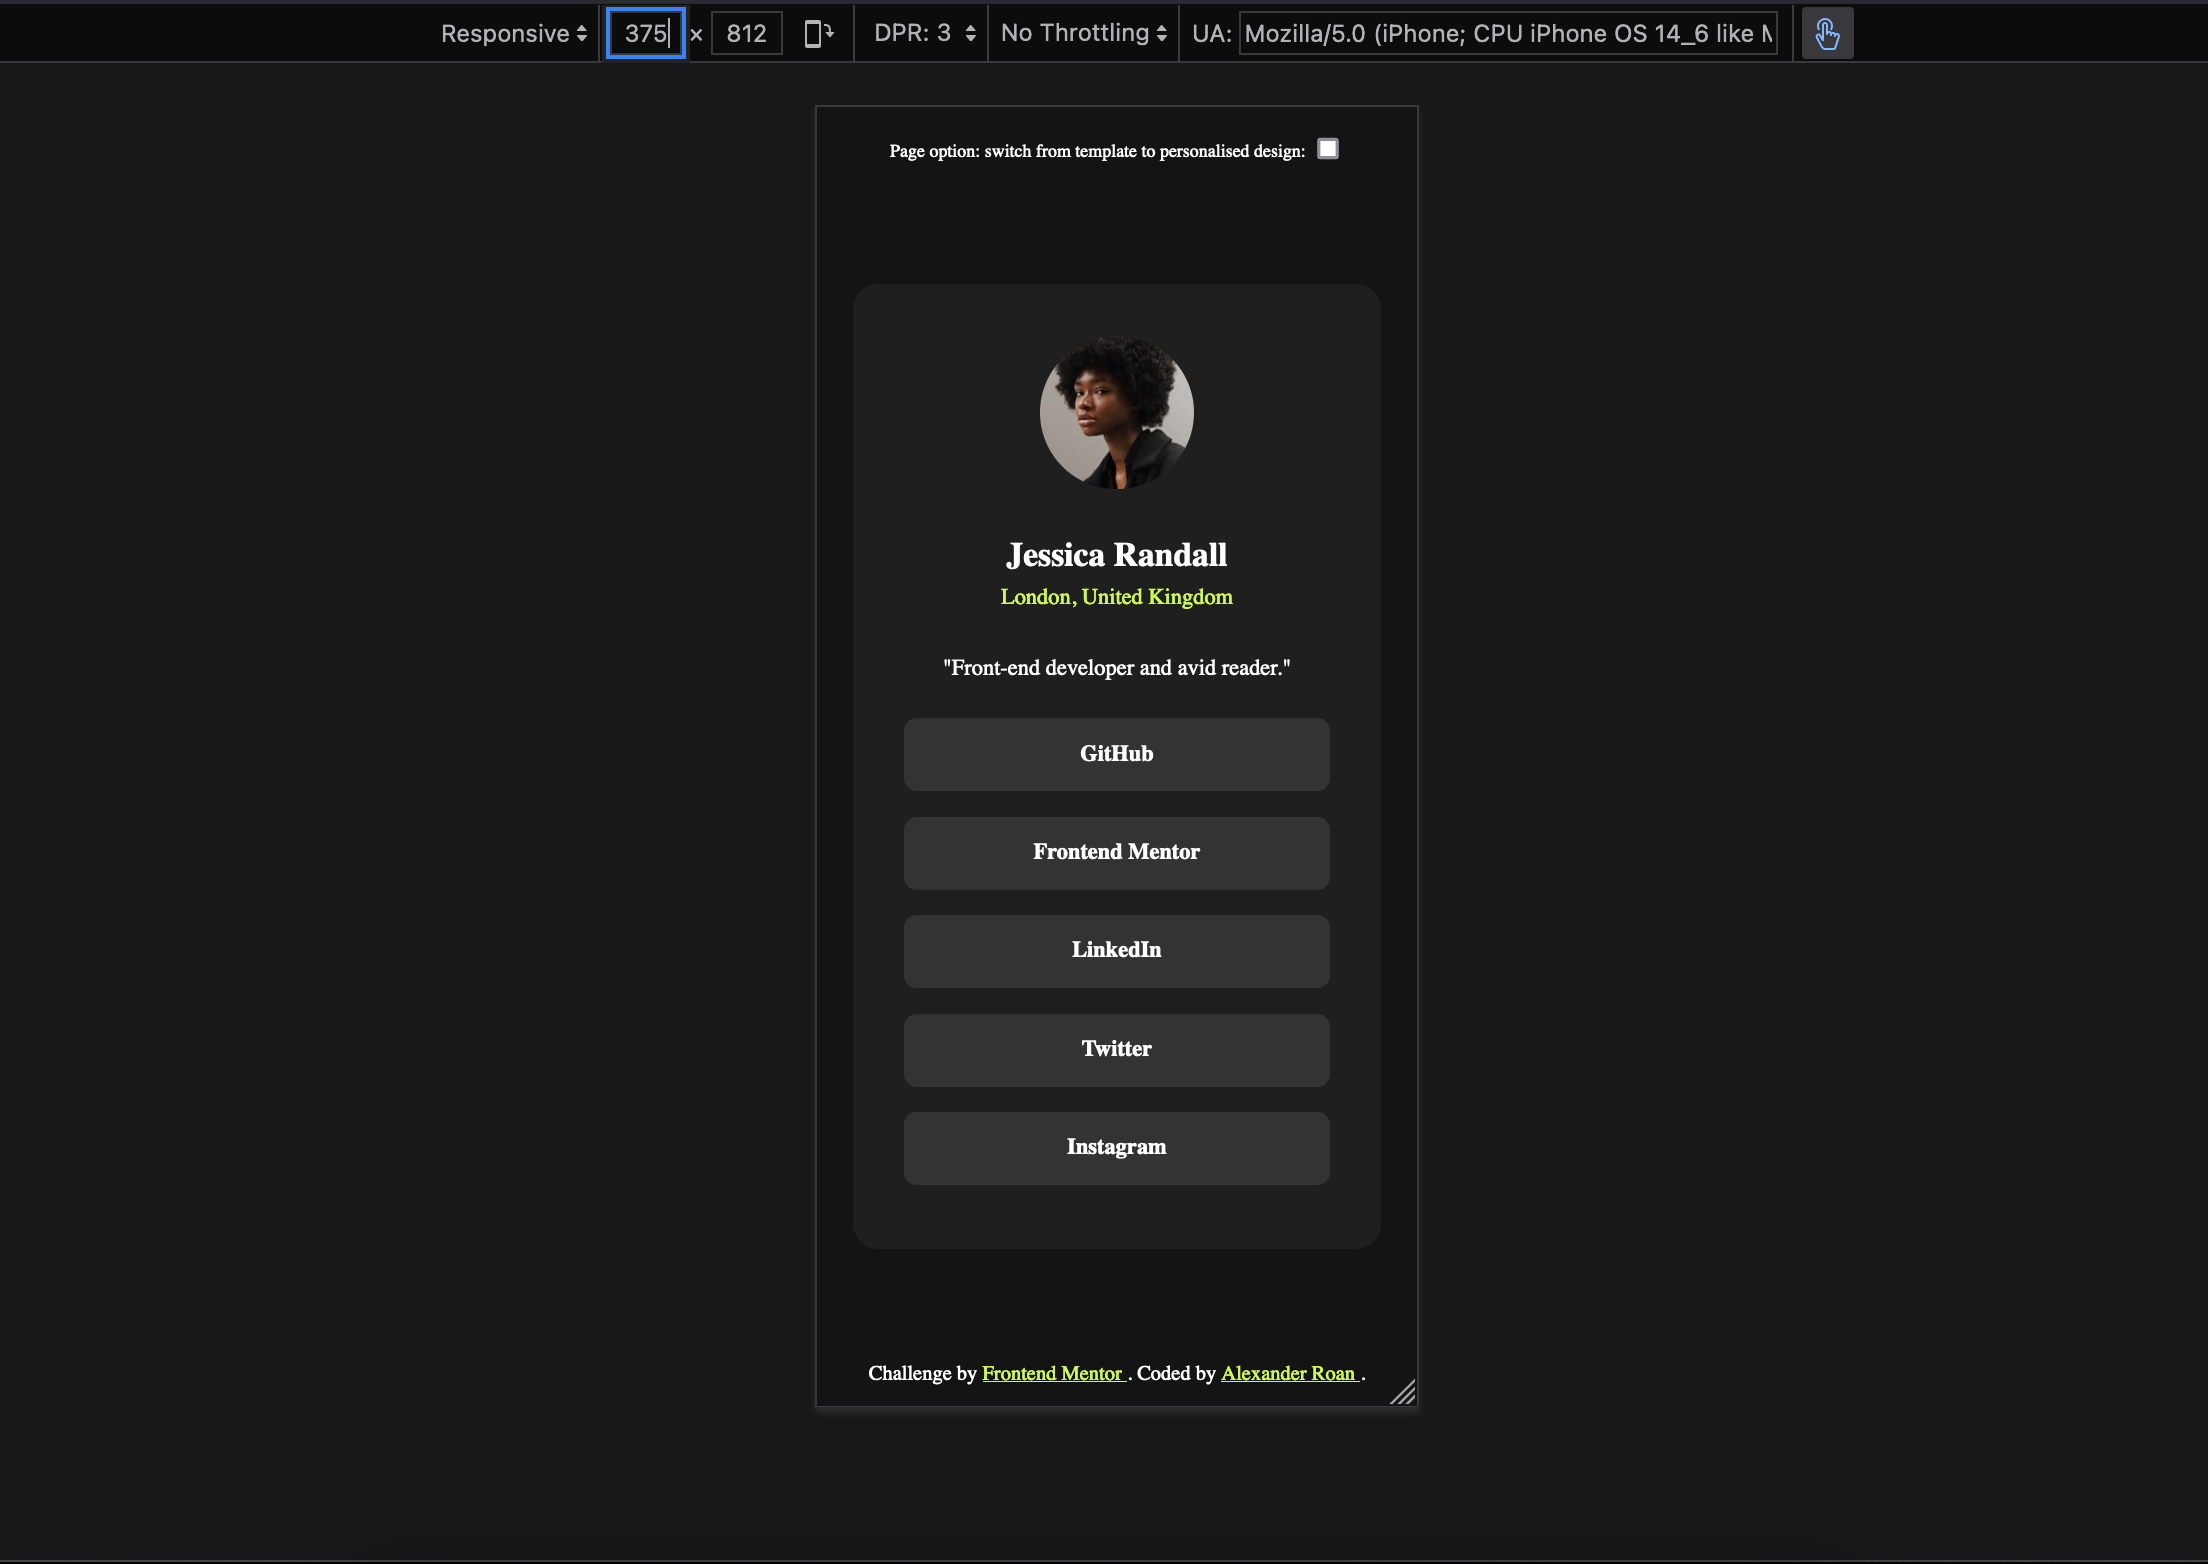 Responsive 375 × 812 DPR: 3 No Throttling UA: Mozilla/5.0 (iPhone; CPU iPhone OS 14_6 like M
Page option: switch from template to personalised design:
Jessica Randall
London, United Kingdom
"Front-end developer and avid reader."
GitHub
Frontend Mentor
LinkedIn
Twitter
Instagram
Challenge by Frontend Mentor . Coded by Alexander Roan .